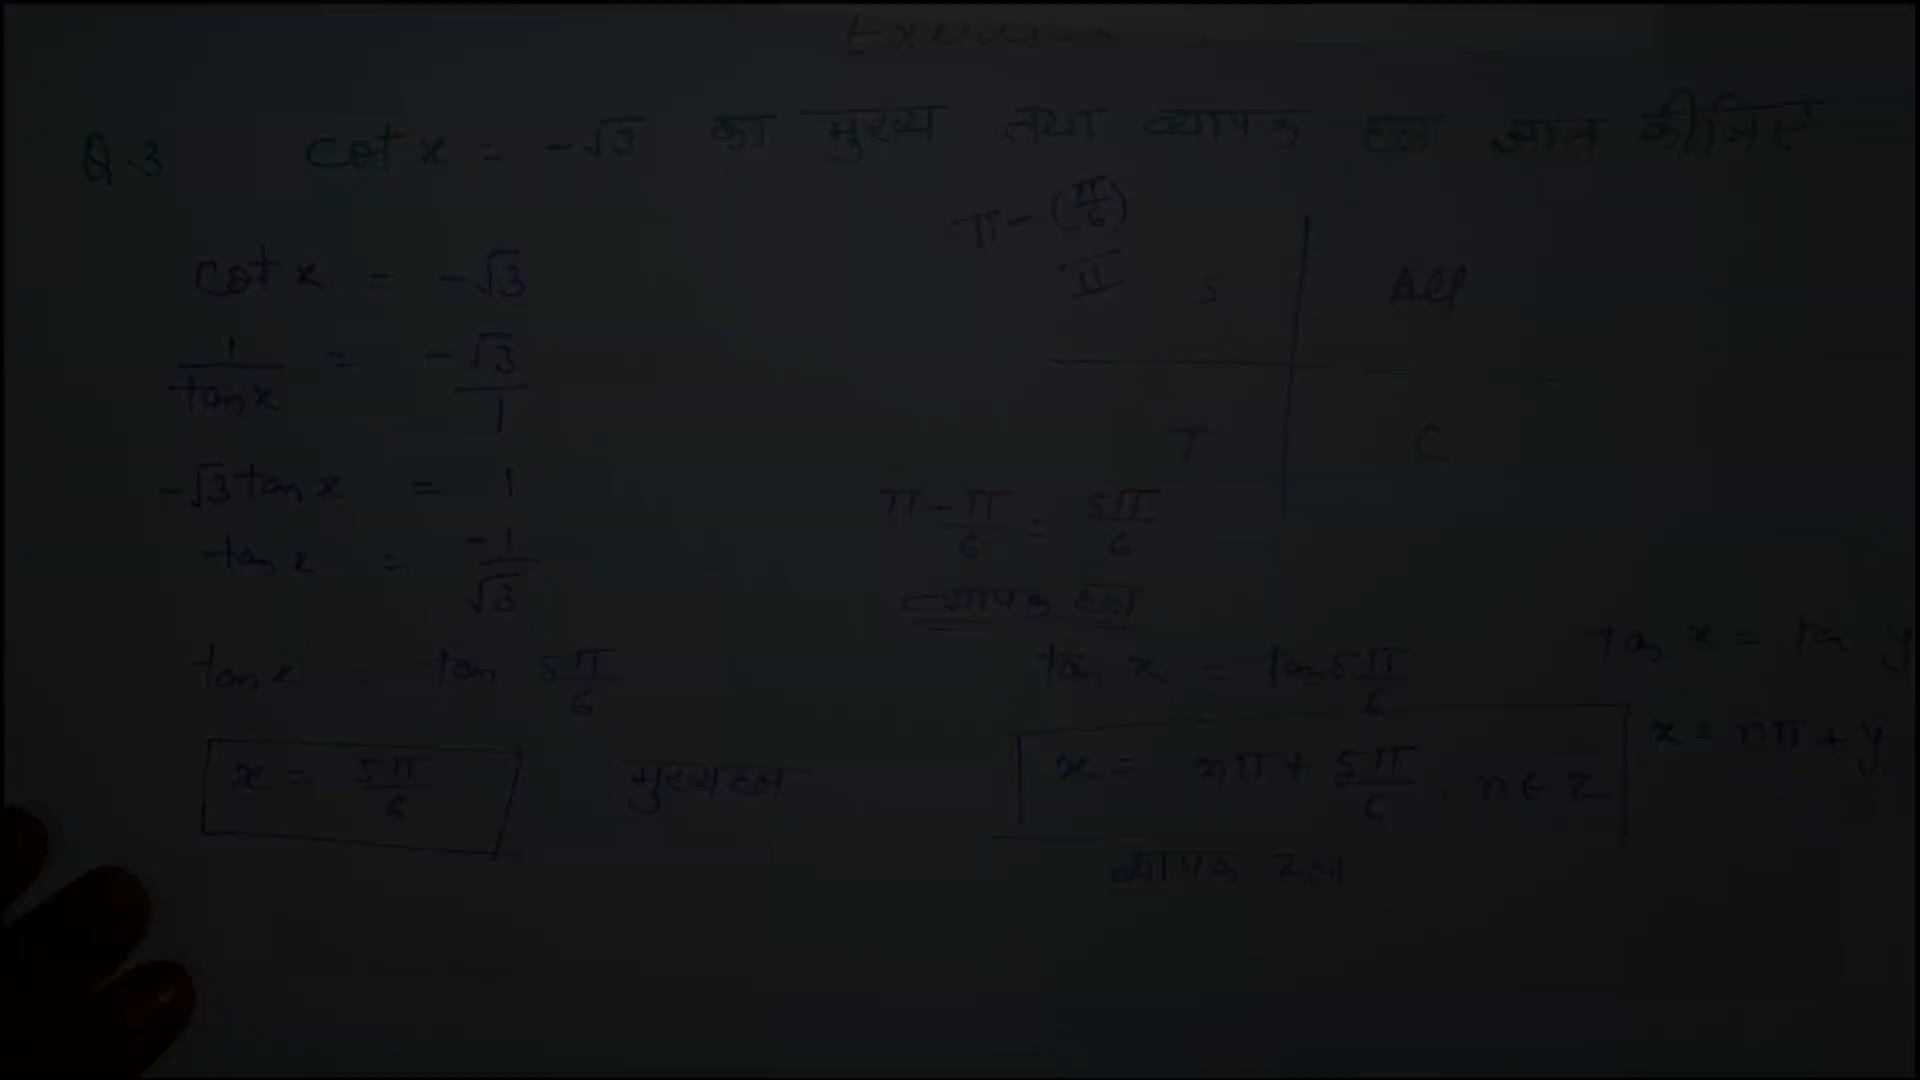 Q.3 cot x = -√3 का मुख्य तथा व्यापक हल ज्ञात कीजिए
cot x = -√3
1/tan x = -√3/1
-√3 tan x = 1
tan x = -1/√3
tan x = tan 5π/6
x = 5π/6 मुख्य हल
π - (π/6)
II S All
T C
π - π/6 = 5π/6
व्यापक हल
tan x = tan 5π/6
x = nπ + 5π/6 . n ∈ Z
व्यापक हल
tan x = tan y
x = nπ + y